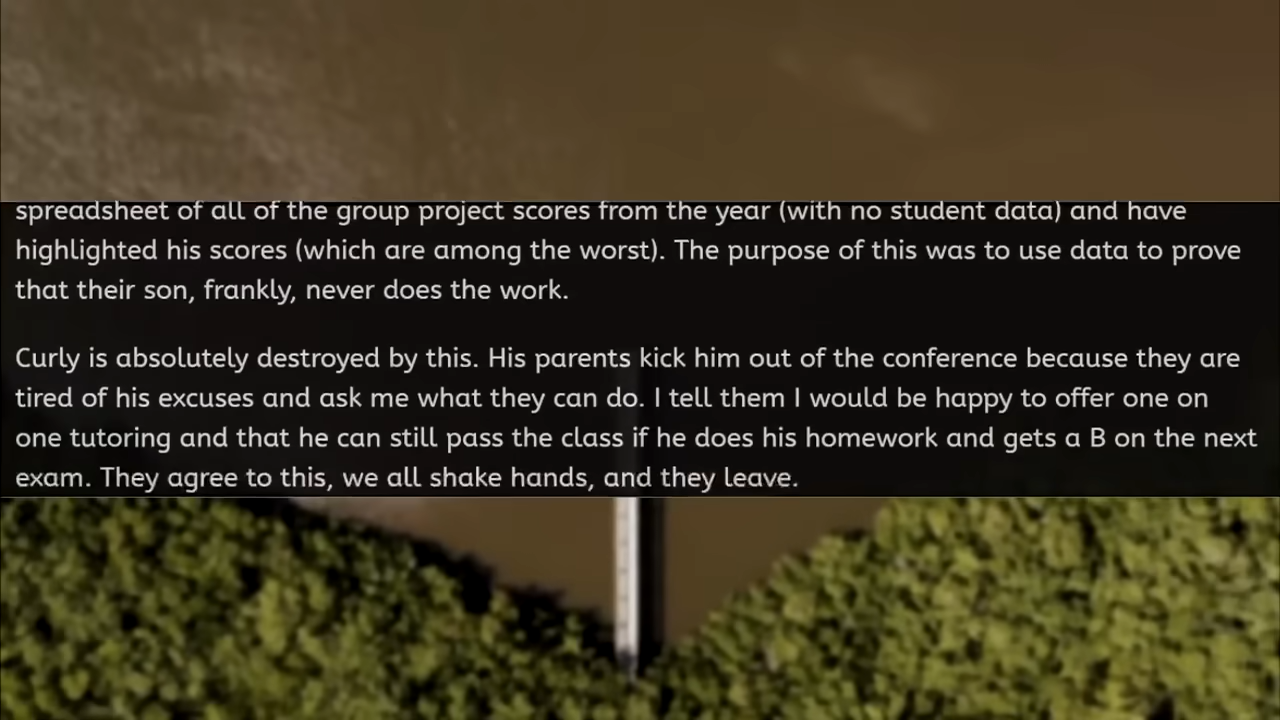 spreadsheet of all of the group project scores from the year (with no student data) and have
highlighted his scores (which are among the worst). The purpose of this was to use data to prove
that their son, frankly, never does the work.
Curly is absolutely destroyed by this. His parents kick him out of the conference because they are
tired of his excuses and ask me what they can do. I tell them I would be happy to offer one on
one tutoring and that he can still pass the class if he does his homework and gets a B on the next
exam. They agree to this, we all shake hands, and they leave.